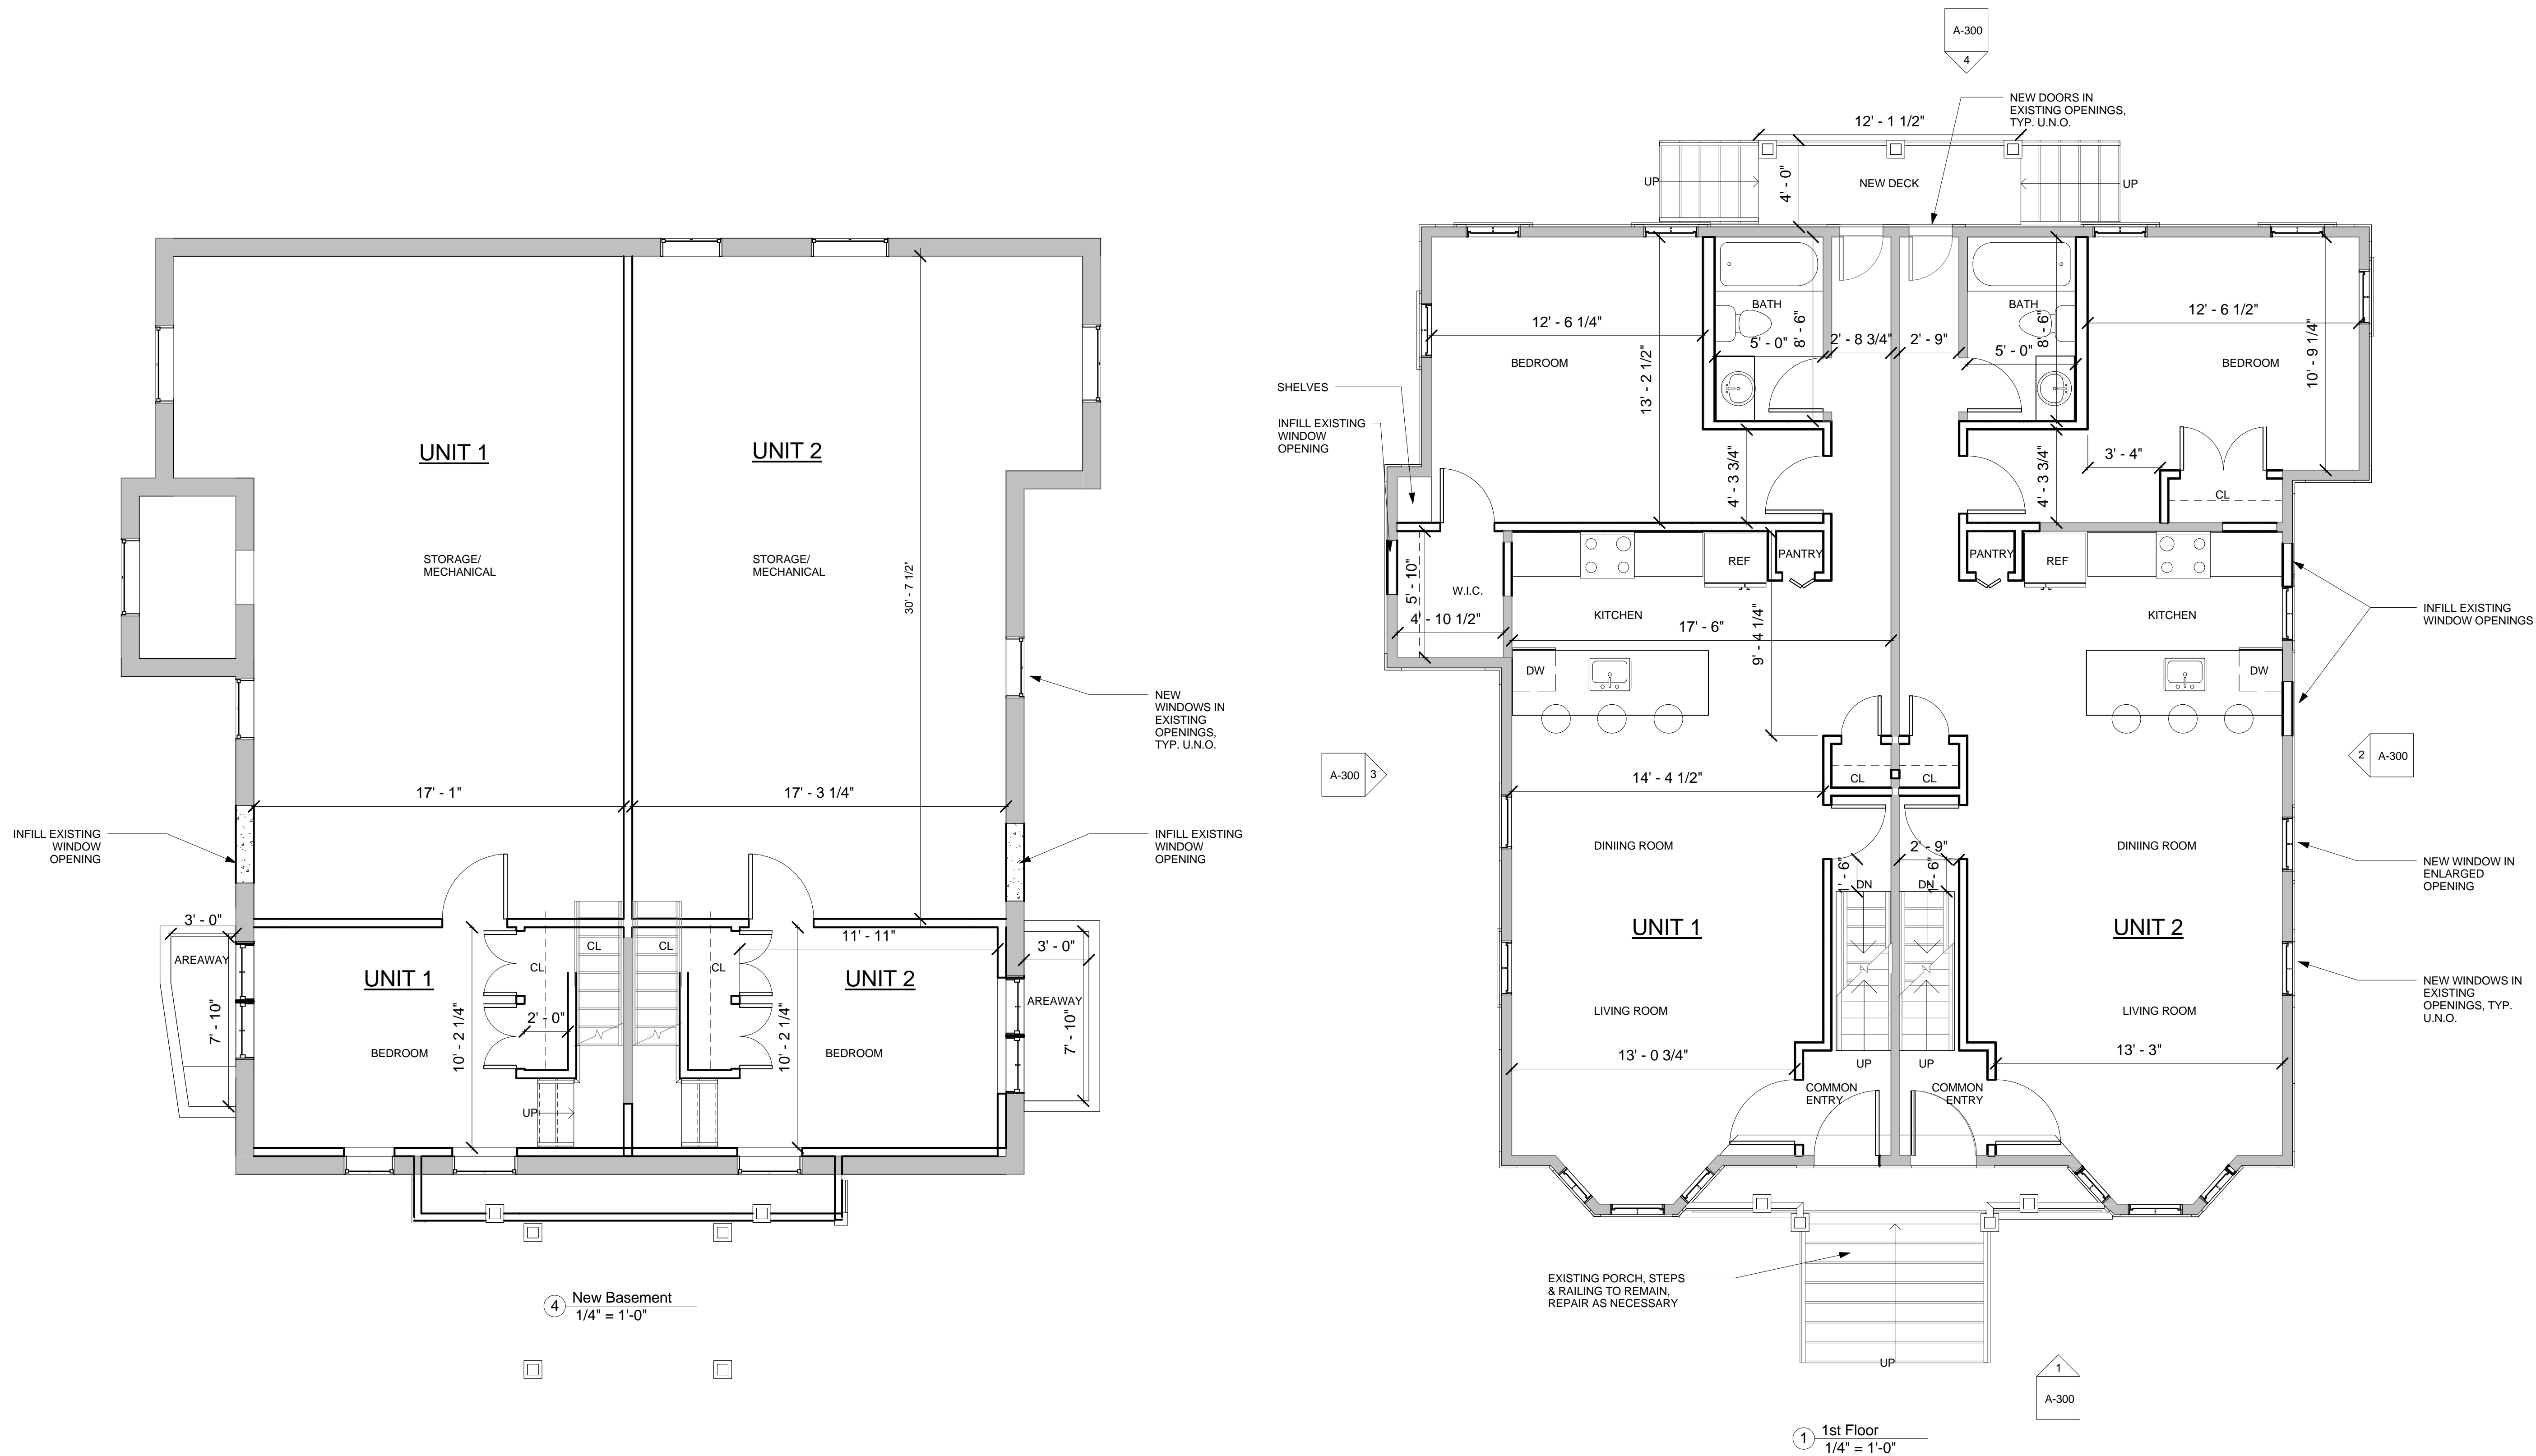 UNIT 1
UNIT 2
STORAGE/
MECHANICAL
STORAGE/
MECHANICAL
30' - 7 1/2"
NEW
WINDOWS IN
EXISTING
OPENINGS,
TYP. U.N.O.
17' - 1"
17' - 3 1/4"
INFILL EXISTING
WINDOW
OPENING
INFILL EXISTING
WINDOW
OPENING
3' - 0"
AREAWAY
7' - 10"
UNIT 1
10' - 2 1/4"
BEDROOM
CL
CL
CL
CL
2' - 0"
UP
11' - 11"
UNIT 2
10' - 2 1/4"
BEDROOM
3' - 0"
AREAWAY
7' - 10"
4
New Basement
1/4" = 1'-0"
A-300
4
NEW DOORS IN
EXISTING OPENINGS,
TYP. U.N.O.
12' - 1 1/2"
4' - 0"
UP
NEW DECK
UP
BATH
BATH
12' - 6 1/4"
12' - 6 1/2"
8' - 6"
8' - 6"
5' - 0"
2' - 8 3/4"
2' - 9"
5' - 0"
BEDROOM
BEDROOM
13' - 2 1/2"
10' - 9 1/4"
SHELVES
INFILL EXISTING
WINDOW
OPENING
4' - 3 3/4"
4' - 3 3/4"
3' - 4"
CL
REF
PANTRY
PANTRY
REF
5' - 10"
W.I.C.
4' - 10 1/2"
KITCHEN
KITCHEN
17' - 6"
9' - 4 1/4"
INFILL EXISTING
WINDOW OPENINGS
DW
DW
A-300
3
2
A-300
14' - 4 1/2"
CL
CL
DINIING ROOM
DINIING ROOM
2' - 9"
1' - 6"
1' - 6"
DN
DN
NEW WINDOW IN
ENLARGED
OPENING
UNIT 1
UNIT 2
NEW WINDOWS IN
EXISTING
OPENINGS, TYP.
U.N.O.
LIVING ROOM
LIVING ROOM
13' - 0 3/4"
13' - 3"
UP
UP
COMMON
ENTRY
COMMON
ENTRY
EXISTING PORCH, STEPS
& RAILING TO REMAIN,
REPAIR AS NECESSARY
UP
1
A-300
1
1st Floor
1/4" = 1'-0"